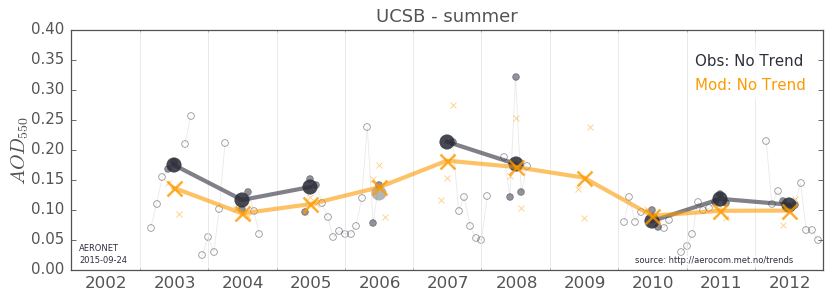 UCSB - summer
0.40
0.35
0.30
0.25
0.20
0.15
0.10
0.05
0.00
AOD550
Obs: No Trend
Mod: No Trend
AERONET
2015-09-24
source: http://aerocom.met.no/trends
2002 2003 2004 2005 2006 2007 2008 2009 2010 2011 2012